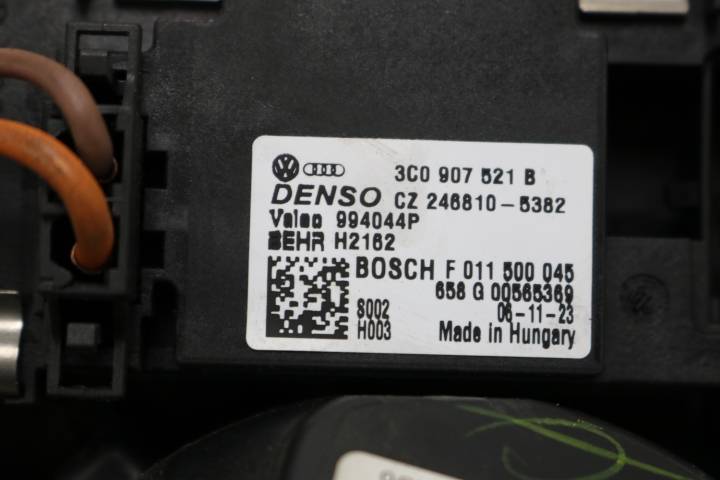 3C0 907 521 B
DENSO CZ 246810-5382
Valeo 994044P
BEHR H2162
BOSCH F 011 500 045
658 G 00565369
S002 06-11-23
H003 Made in Hungary